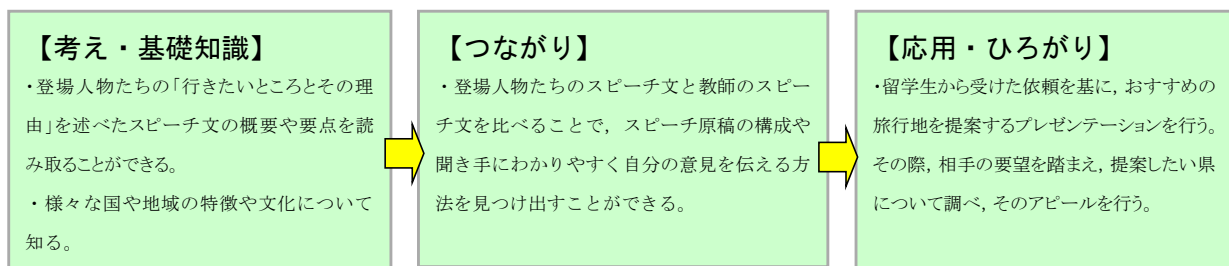 【考え・基礎知識】
・登場人物たちの「行きたいところとその理
由」を述べたスピーチ文の概要や要点を読
み取ることができる。
・様々な国や地域の特徴や文化について
知る。
【つながり】
・登場人物たちのスピーチ文と教師のスピー
チ文を比べることで，スピーチ原稿の構成や
聞き手にわかりやすく自分の意見を伝える方
法を見つけ出すことができる。
【応用・ひろがり】
・留学生から受けた依頼を基に，おすすめの
旅行地を提案するプレゼンテーションを行う。
その際，相手の要望を踏まえ，提案したい県
について調べ，そのアピールを行う。